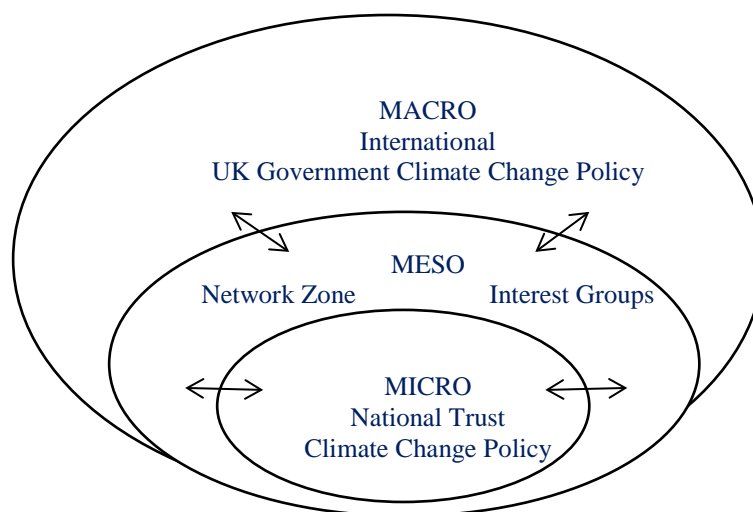 MACRO
International
UK Government Climate Change Policy
MESO
Network Zone
Interest Groups
MICRO
National Trust
Climate Change Policy